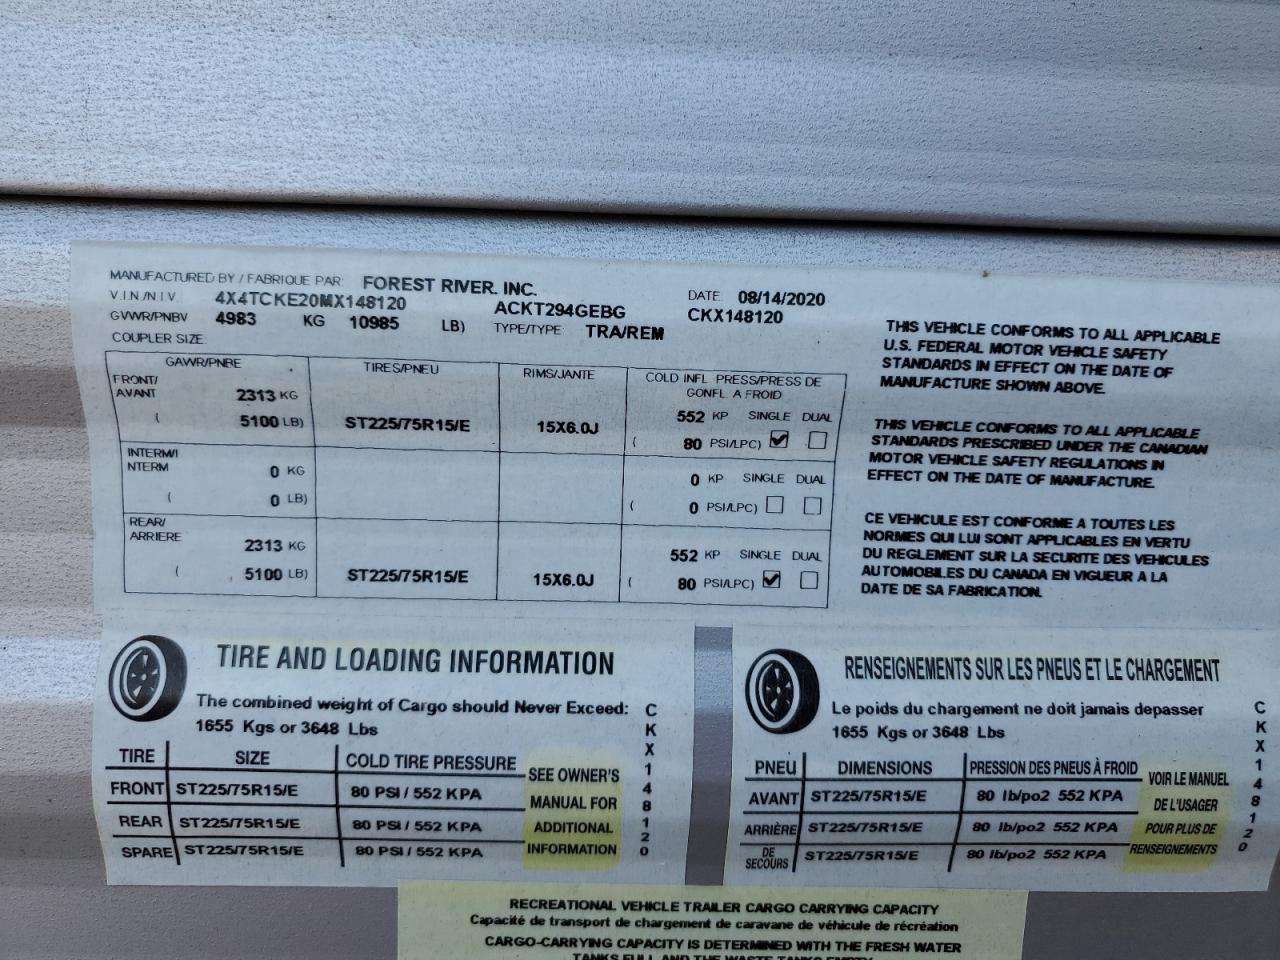 MANUFACTURED BY / FABRIQUE PAR: FOREST RIVER, INC.
DATE: 08/14/2020
V.I.N./N.I.V. 4X4TCKE20MX148120
ACKT294GEBG
CKX148120
GVWR/PNBV 4983 KG 10985 LB) TYPE/TYPE: TRA/REM
COUPLER SIZE:
GAWR/PNBE TIRES/PNEU RIMS/JANTE COLD INFL PRESS/PRESS DE
GONFL A FROID
FRONT/
AVANT 2313 KG
( 5100 LB) ST225/75R15/E 15X6.0J
552 KP SINGLE DUAL
( 80 PSI/LPC)
INTERM/I
NTERM 0 KG
( 0 LB)
0 KP SINGLE DUAL
( 0 PSI/LPC)
REAR/
ARRIERE 2313 KG
( 5100 LB) ST225/75R15/E 15X6.0J
552 KP SINGLE DUAL
( 80 PSI/LPC)
THIS VEHICLE CONFORMS TO ALL APPLICABLE
U.S. FEDERAL MOTOR VEHICLE SAFETY
STANDARDS IN EFFECT ON THE DATE OF
MANUFACTURE SHOWN ABOVE.
THIS VEHICLE CONFORMS TO ALL APPLICABLE
STANDARDS PRESCRIBED UNDER THE CANADIAN
MOTOR VEHICLE SAFETY REGULATIONS IN
EFFECT ON THE DATE OF MANUFACTURE.
CE VEHICULE EST CONFORME A TOUTES LES
NORMES QUI LUI SONT APPLICABLES EN VERTU
DU REGLEMENT SUR LA SECURITE DES VEHICULES
AUTOMOBILES DU CANADA EN VIGUEUR A LA
DATE DE SA FABRICATION.
TIRE AND LOADING INFORMATION
The combined weight of Cargo should Never Exceed:
1655 Kgs or 3648 Lbs
TIRE SIZE COLD TIRE PRESSURE
FRONT ST225/75R15/E 80 PSI / 552 KPA
REAR ST225/75R15/E 80 PSI / 552 KPA
SPARE ST225/75R15/E 80 PSI / 552 KPA
SEE OWNER'S
MANUAL FOR
ADDITIONAL
INFORMATION
CKX148120
RENSEIGNEMENTS SUR LES PNEUS ET LE CHARGEMENT
Le poids du chargement ne doit jamais depasser
1655 Kgs or 3648 Lbs
PNEU DIMENSIONS PRESSION DES PNEUS À FROID
AVANT ST225/75R15/E 80 lb/po2 552 KPA
ARRIÈRE ST225/75R15/E 80 lb/po2 552 KPA
DE
SECOURS ST225/75R15/E 80 lb/po2 552 KPA
VOIR LE MANUEL
DE L'USAGER
POUR PLUS DE
RENSEIGNEMENTS
CKX148120
RECREATIONAL VEHICLE TRAILER CARGO CARRYING CAPACITY
Capacité de transport de chargement de caravane de véhicule de récréation
CARGO-CARRYING CAPACITY IS DETERMINED WITH THE FRESH WATER
TANKS FULL AND THE WASTE TANKS EMPTY